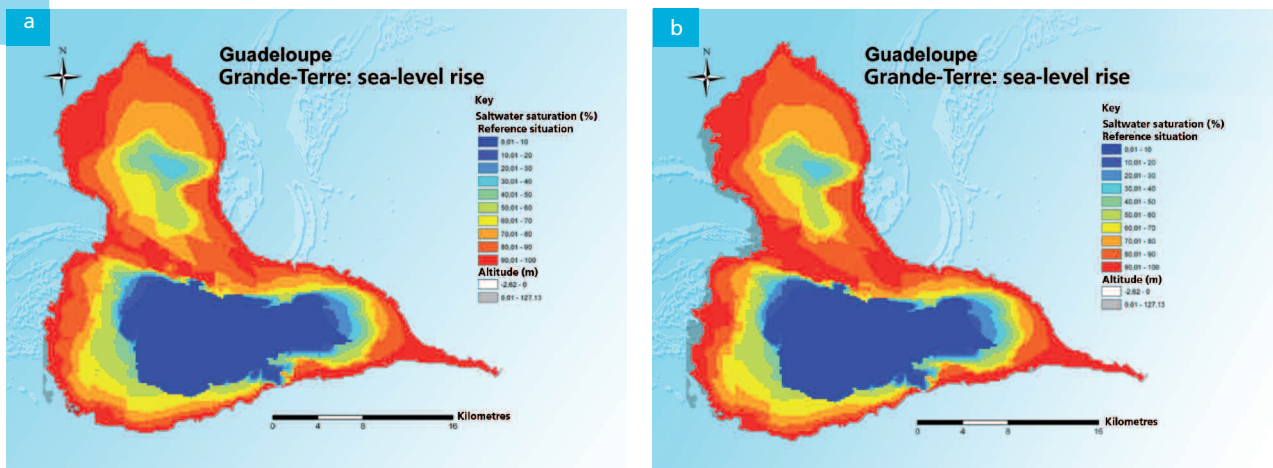 a
N
Guadeloupe
Grande-Terre: sea-level rise
Key
Saltwater saturation (%)
Reference situation
0,01 - 10
10,01 - 20
20,01 - 30
30,01 - 40
40,01 - 50
50,01 - 60
60,01 - 70
70,01 - 80
80,01 - 90
90,01 - 100
Altitude (m)
-2.62 - 0
0.01 - 127.13
Kilometres
0 4 8 16
b
N
Guadeloupe
Grande-Terre: sea-level rise
Key
Saltwater saturation (%)
Reference situation
0,01 - 10
10,01 - 20
20,01 - 30
30,01 - 40
40,01 - 50
50,01 - 60
60,01 - 70
70,01 - 80
80,01 - 90
90,01 - 100
Altitude (m)
-2.62 - 0
0.01 - 127.13
Kilometres
0 4 8 16